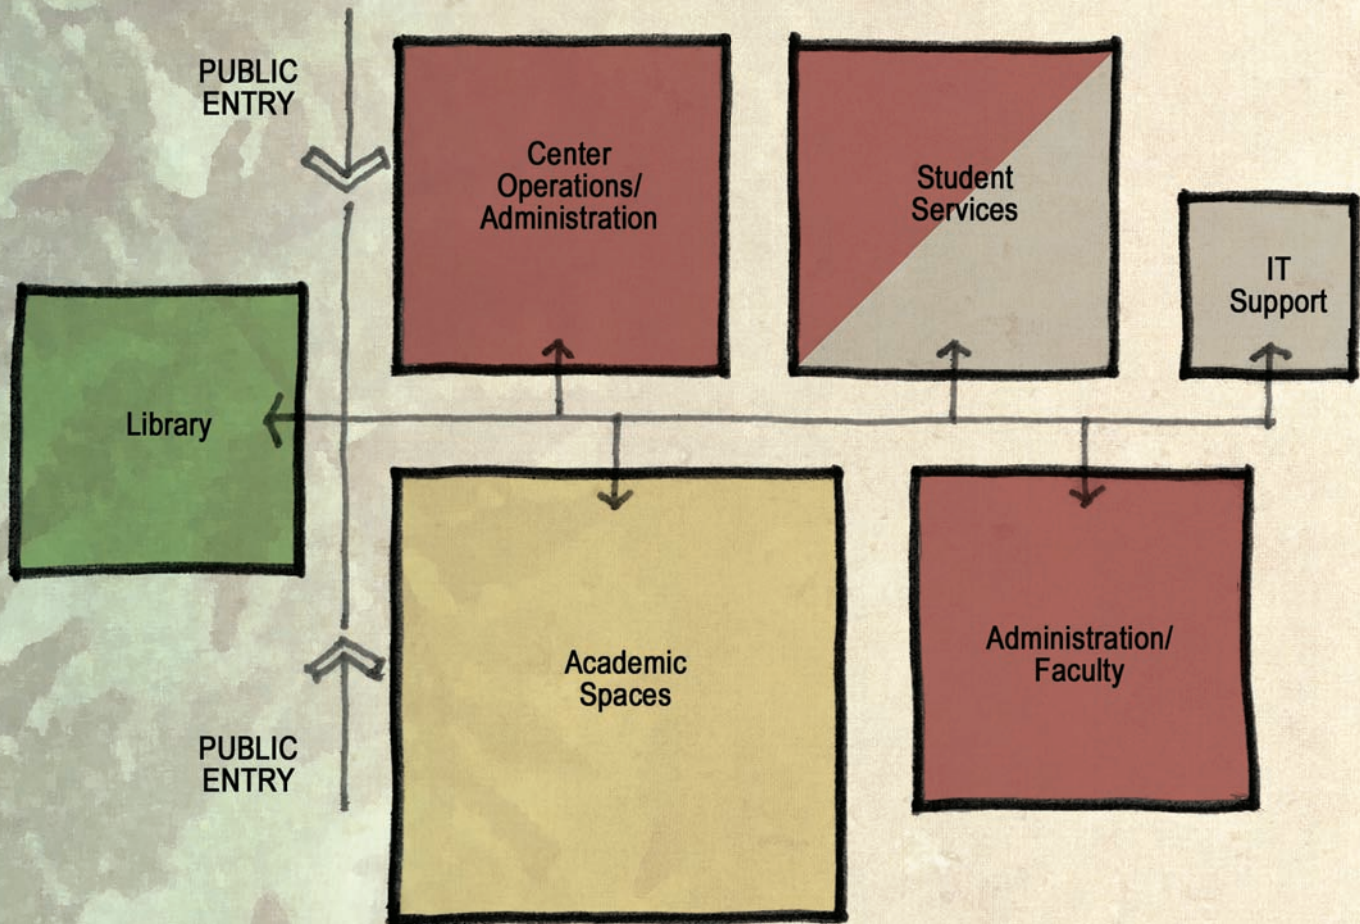 PUBLIC
ENTRY
Center
Operations/
Administration
Student
Services
IT
Support
Library
Academic
Spaces
Administration/
Faculty
PUBLIC
ENTRY